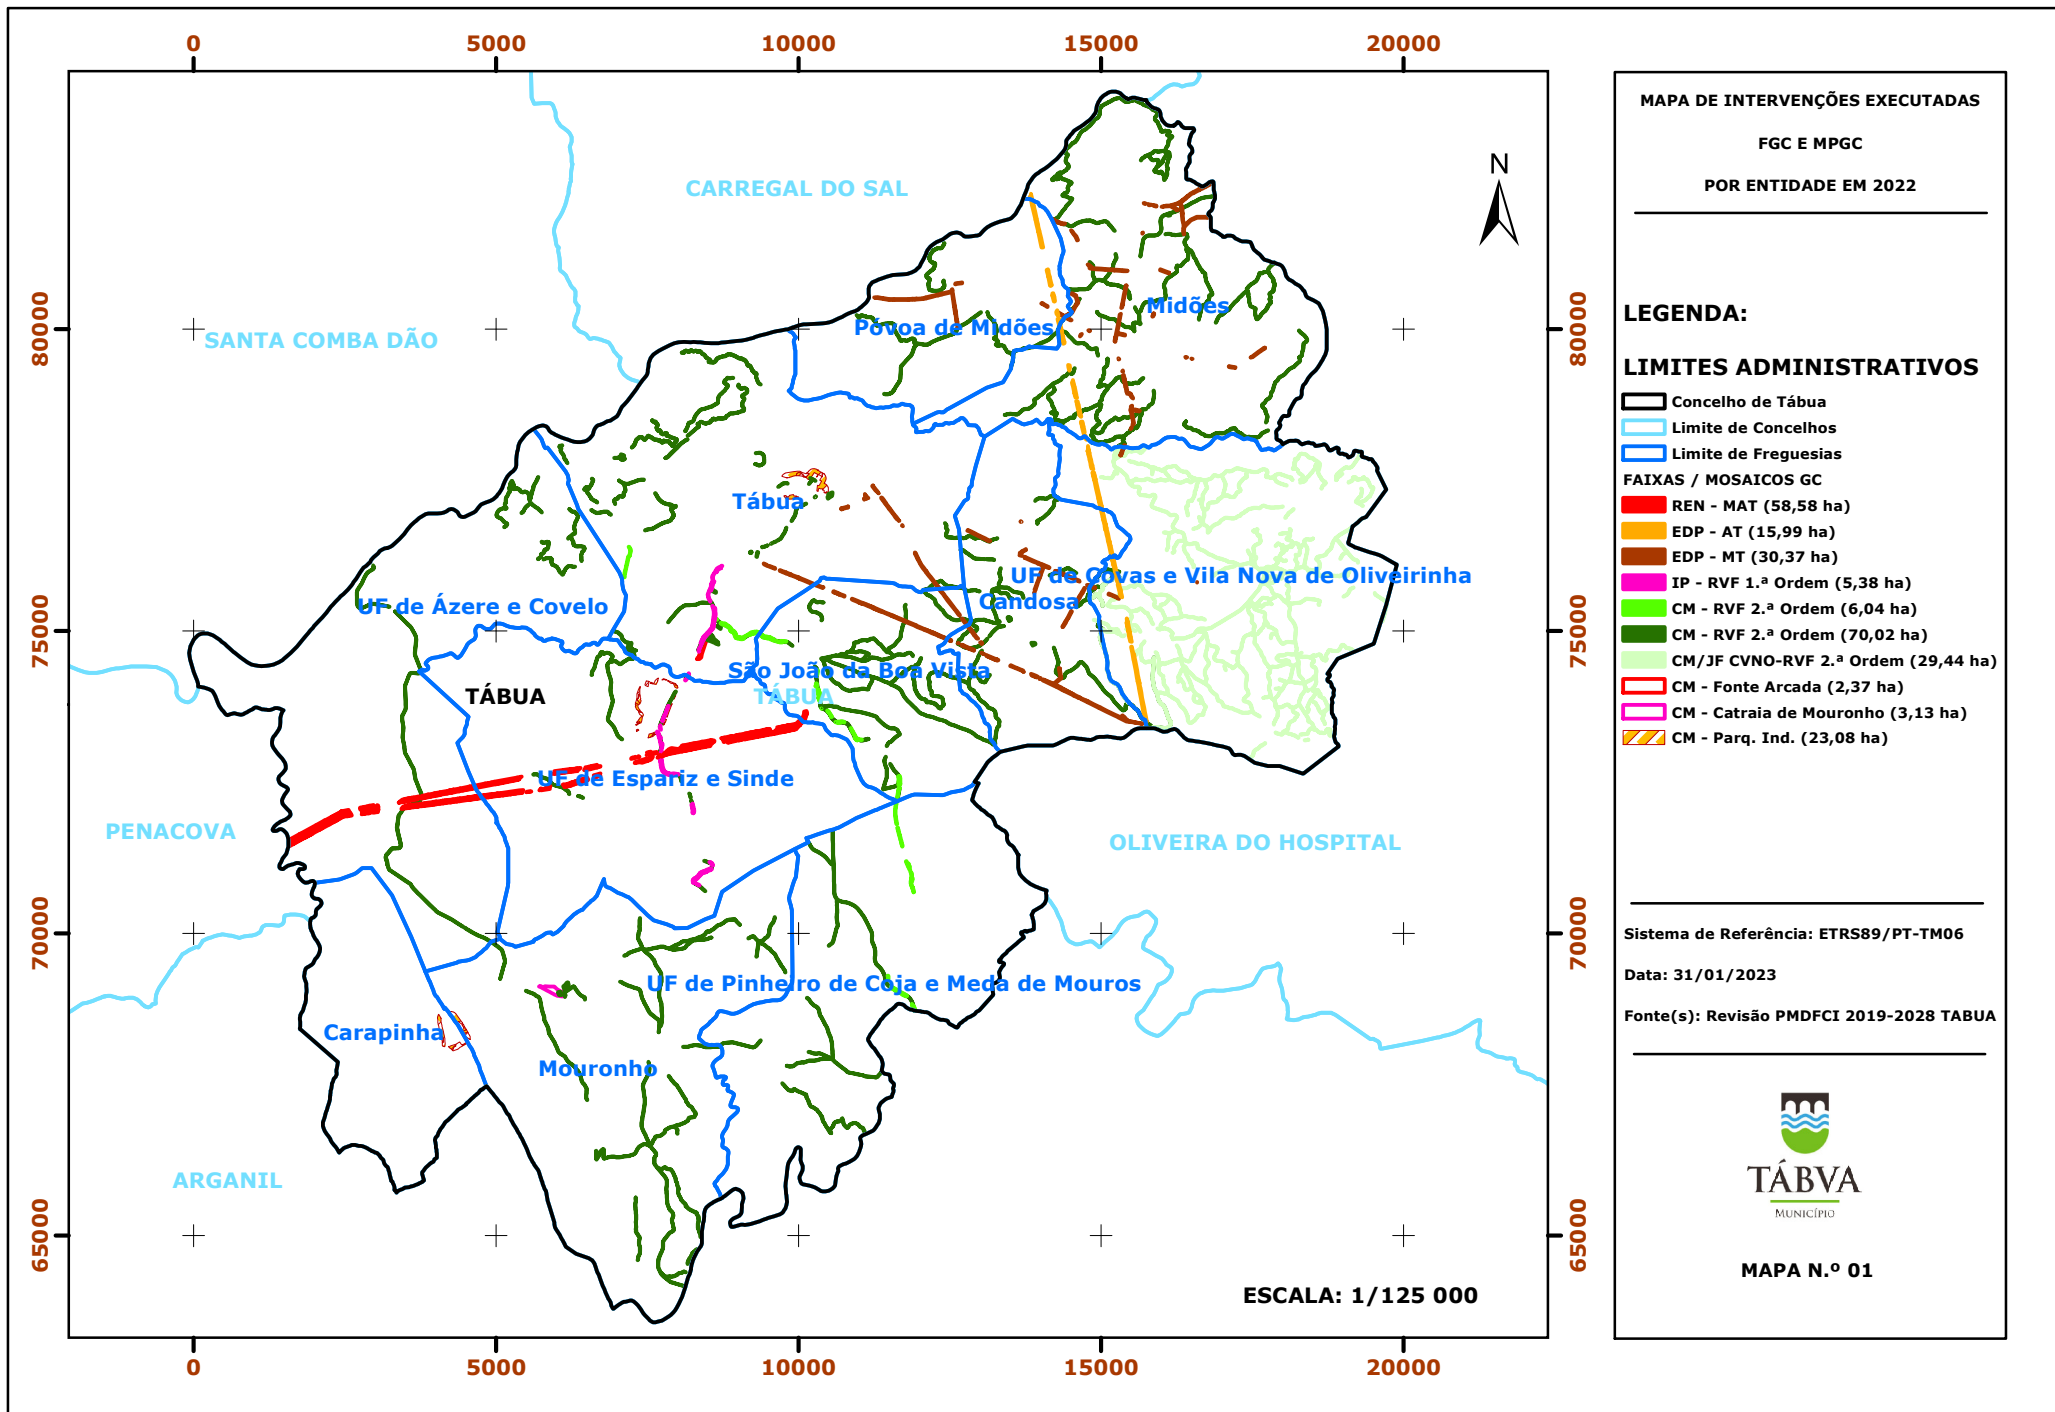 0 5000 10000 15000 20000
80000
75000
70000
65000
CARREGAL DO SAL
SANTA COMBA DÃO
PENACOVA
ARGANIL
OLIVEIRA DO HOSPITAL
N
Midões
Póvoa de Midões
Tábua
UF de Covas e Vila Nova de Oliveirinha
Candosa
UF de Ázere e Covelo
São João da Boa Vista
TÁBUA
TÁBUA
UF de Espariz e Sinde
UF de Pinheiro de Coja e Meda de Mouros
Carapinha
Mouronho
ESCALA: 1/125 000
80000
75000
70000
65000
0 5000 10000 15000 20000
MAPA DE INTERVENÇÕES EXECUTADAS
FGC E MPGC
POR ENTIDADE EM 2022
LEGENDA:
LIMITES ADMINISTRATIVOS
Concelho de Tábua
Limite de Concelhos
Limite de Freguesias
FAIXAS / MOSAICOS GC
REN - MAT (58,58 ha)
EDP - AT (15,99 ha)
EDP - MT (30,37 ha)
IP - RVF 1.ª Ordem (5,38 ha)
CM - RVF 2.ª Ordem (6,04 ha)
CM - RVF 2.ª Ordem (70,02 ha)
CM/JF CVNO-RVF 2.ª Ordem (29,44 ha)
CM - Fonte Arcada (2,37 ha)
CM - Catraia de Mouronho (3,13 ha)
CM - Parq. Ind. (23,08 ha)
Sistema de Referência: ETRS89/PT-TM06
Data: 31/01/2023
Fonte(s): Revisão PMDFCI 2019-2028 TABUA
TÁBVA
MUNICÍPIO
MAPA N.º 01